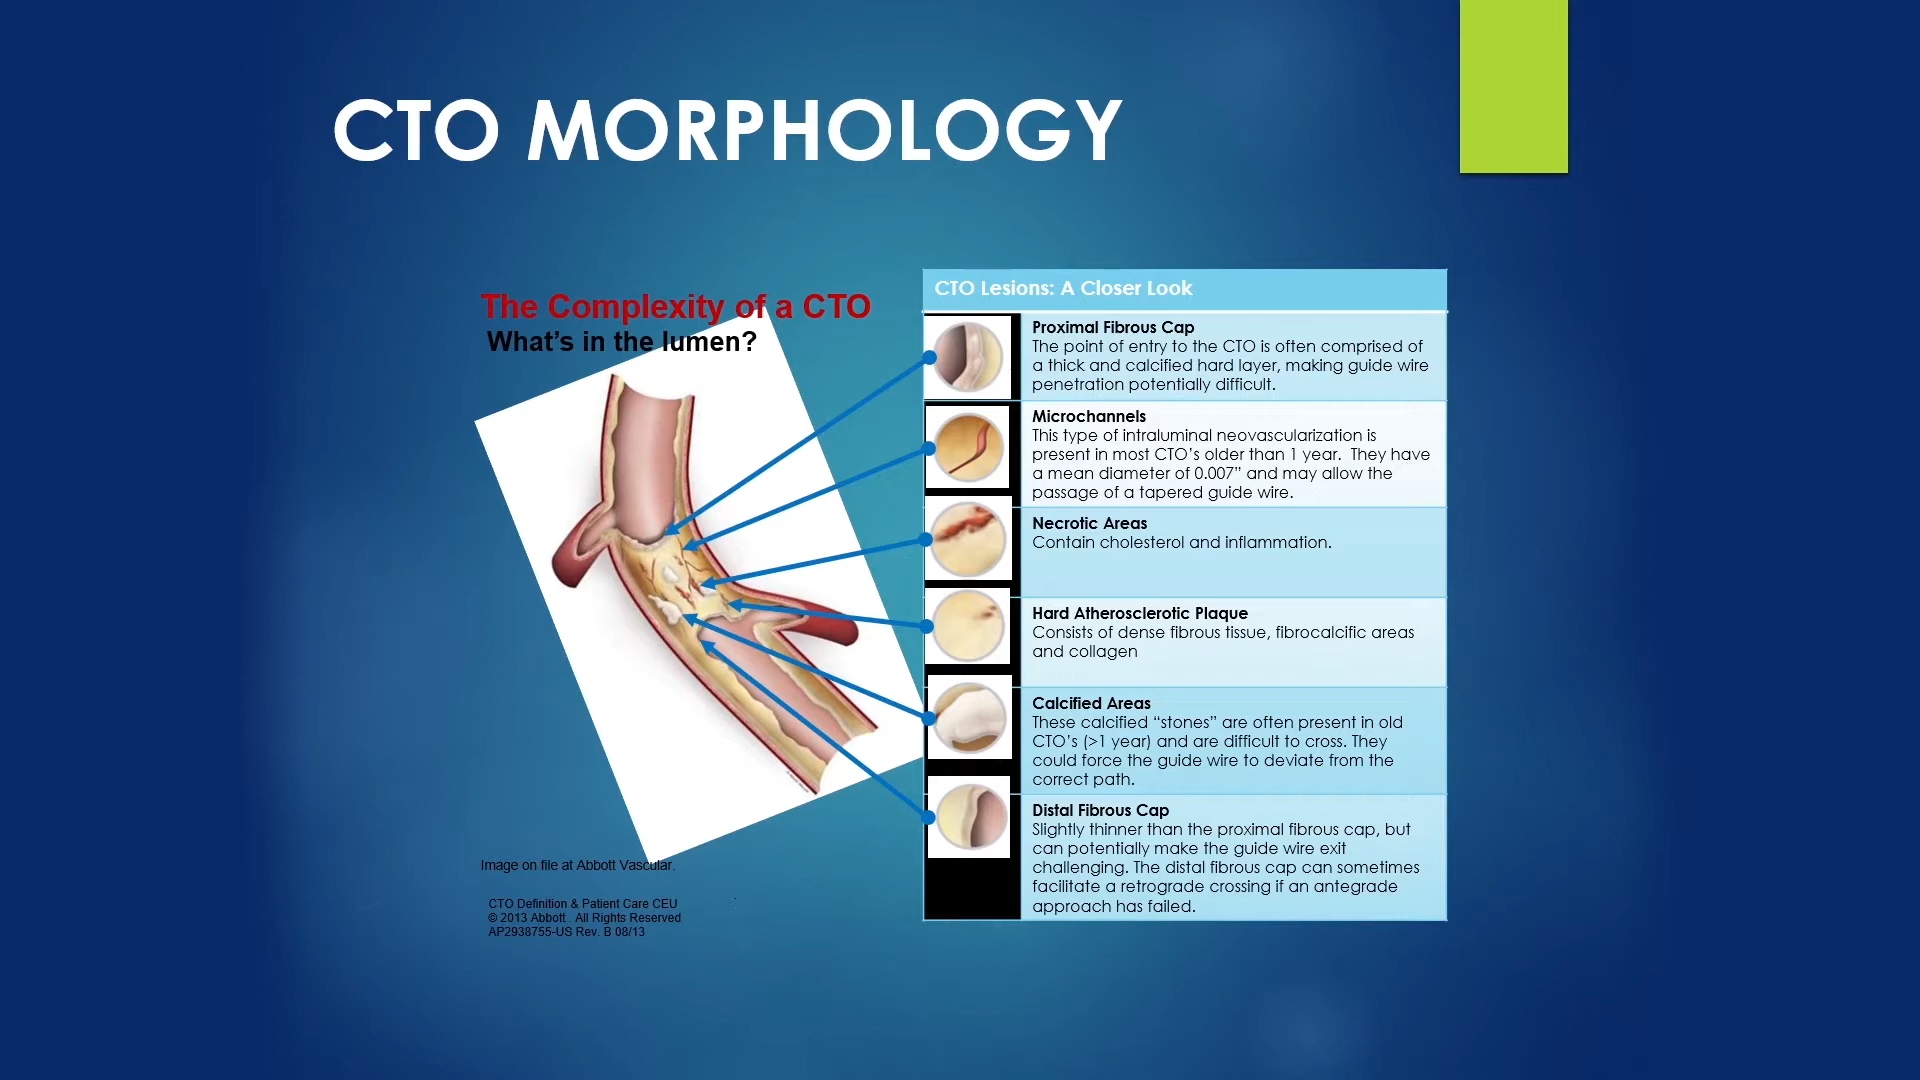 CTO MORPHOLOGY
The Complexity of a CTO
What’s in the lumen?
CTO Lesions: A Closer Look
Proximal Fibrous Cap
The point of entry to the CTO is often comprised of
a thick and calcified hard layer, making guide wire
penetration potentially difficult.
Microchannels
This type of intraluminal neovascularization is
present in most CTO’s older than 1 year.  They have
a mean diameter of 0.007” and may allow the
passage of a tapered guide wire.
Necrotic Areas
Contain cholesterol and inflammation.
Hard Atherosclerotic Plaque
Consists of dense fibrous tissue, fibrocalcific areas
and collagen
Calcified Areas
These calcified “stones” are often present in old
CTO’s (>1 year) and are difficult to cross. They
could force the guide wire to deviate from the
correct path.
Distal Fibrous Cap
Slightly thinner than the proximal fibrous cap, but
can potentially make the guide wire exit
challenging. The distal fibrous cap can sometimes
facilitate a retrograde crossing if an antegrade
approach has failed.
Image on file at Abbott Vascular.
CTO Definition & Patient Care CEU
© 2013 Abbott . All Rights Reserved
AP2938755-US Rev. B 08/13